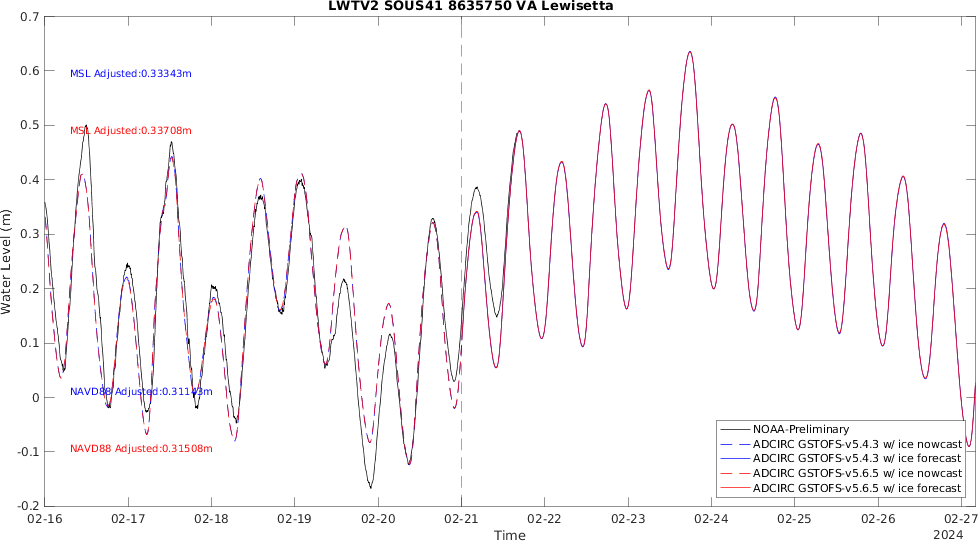 LWTV2 SOUS41 8635750 VA Lewisetta
0.7
0.6
0.5
0.4
0.3
0.2
0.1
0
-0.1
-0.2
Water Level (m)
MSL Adjusted:0.33343m
MSL Adjusted:0.33708m
NAVD88 Adjusted:0.31143m
NAVD88 Adjusted:0.31508m
NOAA-Preliminary
ADCIRC GSTOFS-v5.4.3 w/ ice nowcast
ADCIRC GSTOFS-v5.4.3 w/ ice forecast
ADCIRC GSTOFS-v5.6.5 w/ ice nowcast
ADCIRC GSTOFS-v5.6.5 w/ ice forecast
02-16 02-17 02-18 02-19 02-20 02-21 02-22 02-23 02-24 02-25 02-26 02-27
Time
2024